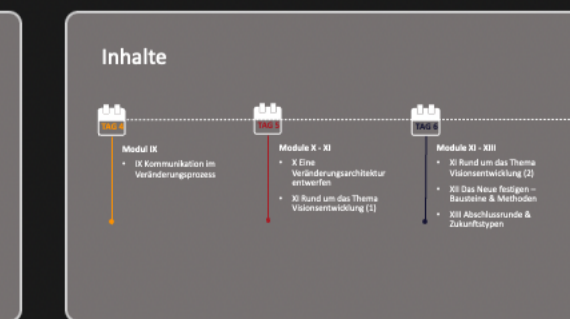 Inhalte
TAG 4
Modul IX
• IX Kommunikation im
Veränderungsprozess
TAG 5
Module X - XI
• X Eine
Veränderungsarchitektur
entwerfen
• XI Rund um das Thema
Visionsentwicklung (1)
TAG 6
Module XI - XIII
• XI Rund um das Thema
Visionsentwicklung (2)
• XII Das Neue festigen –
Bausteine & Methoden
• XIII Abschlussrunde &
Zukunftstypen